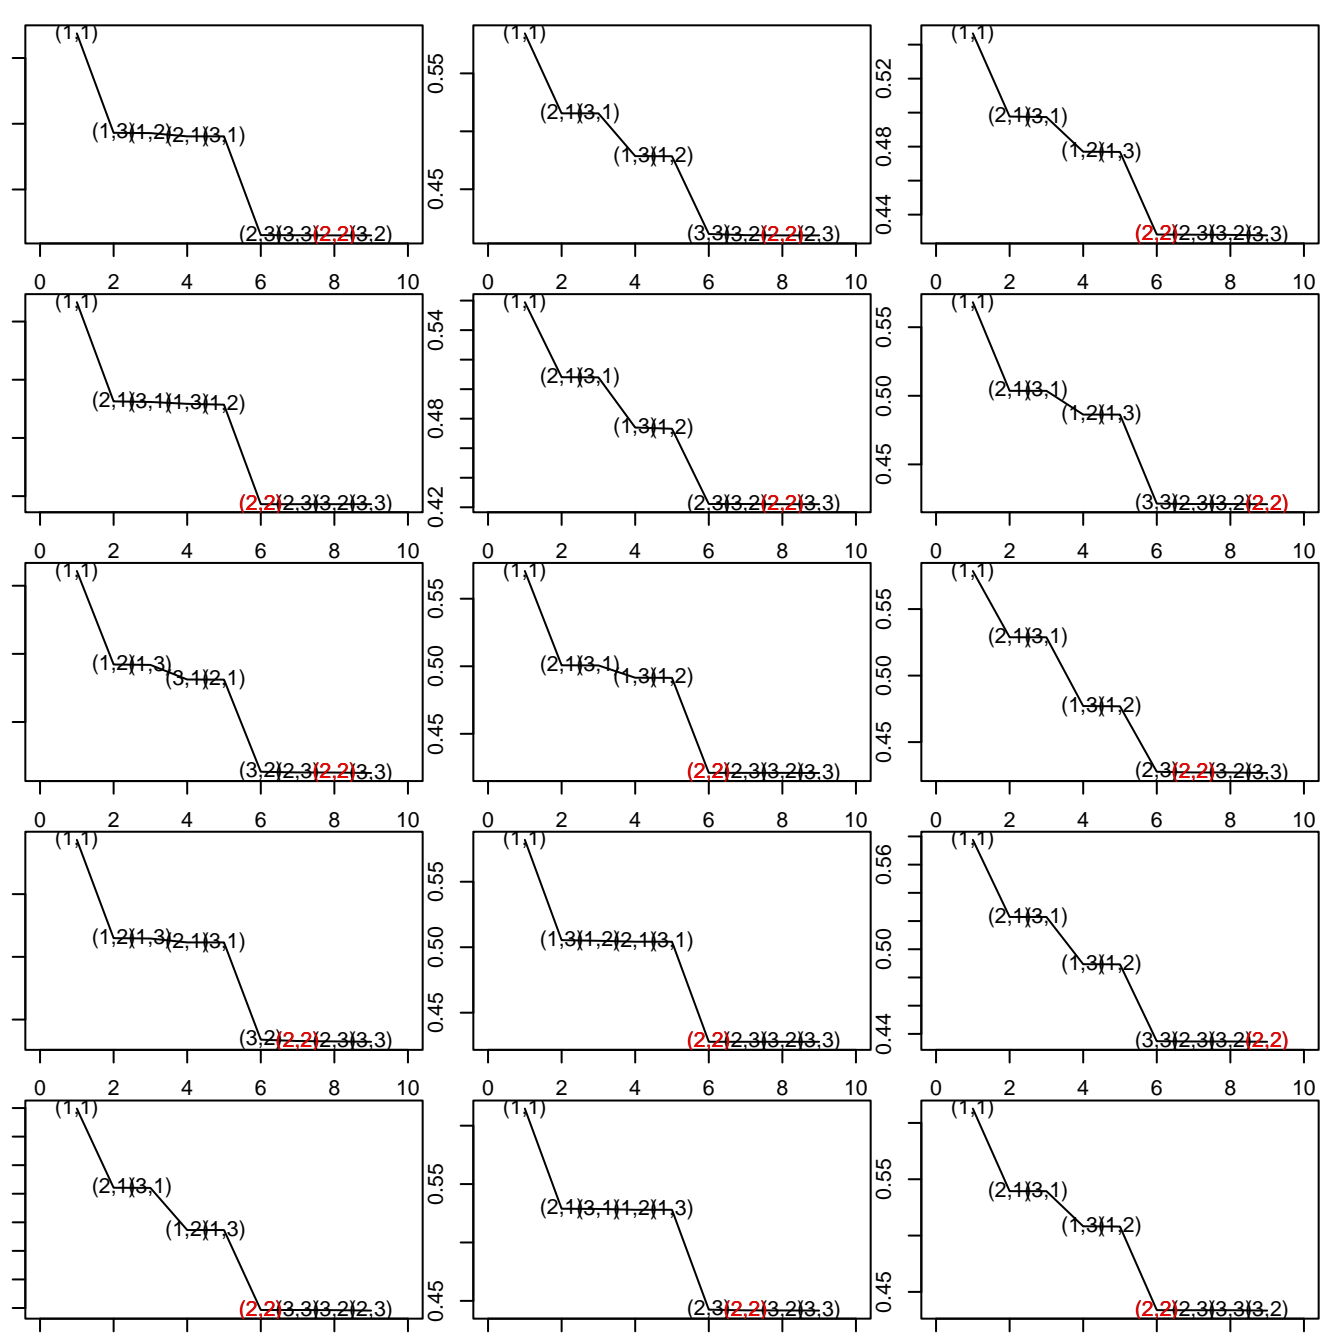 (1,1) (1,3) (1,2) (2,1) (3,1) (2,3) (3,3) (2,2) (3,2)
0.45 0.55
(1,1) (2,1) (3,1) (1,3) (1,2) (3,3) (3,2) (2,2) (2,3)
0.44 0.48 0.52
(1,1) (2,1) (3,1) (1,2) (1,3) (2,2) (2,3) (3,2) (3,3)
0 2 4 6 8 10
0 2 4 6 8 10
0 2 4 6 8 10
(1,1) (2,1) (3,1) (1,3) (1,2) (2,2) (2,3) (3,2) (3,3)
0.42 0.48 0.54
(1,1) (2,1) (3,1) (1,3) (1,2) (2,3) (3,2) (2,2) (3,3)
0.45 0.50 0.55
(1,1) (2,1) (3,1) (1,2) (1,3) (3,3) (2,3) (3,2) (2,2)
0 2 4 6 8 10
0 2 4 6 8 10
0 2 4 6 8 10
(1,1) (1,2) (1,3) (3,1) (2,1) (3,2) (2,3) (2,2) (3,3)
0.45 0.50 0.55
(1,1) (2,1) (3,1) (1,3) (1,2) (2,2) (2,3) (3,2) (3,3)
0.45 0.50 0.55
(1,1) (2,1) (3,1) (1,3) (1,2) (2,3) (2,2) (3,2) (3,3)
0 2 4 6 8 10
0 2 4 6 8 10
0 2 4 6 8 10
(1,1) (1,2) (1,3) (2,1) (3,1) (3,2) (2,2) (2,3) (3,3)
0.45 0.50 0.55
(1,1) (1,3) (1,2) (2,1) (3,1) (2,2) (2,3) (3,2) (3,3)
0.44 0.50 0.56
(1,1) (2,1) (3,1) (1,3) (1,2) (3,3) (2,3) (3,2) (2,2)
0 2 4 6 8 10
0 2 4 6 8 10
0 2 4 6 8 10
(1,1) (2,1) (3,1) (1,2) (1,3) (2,2) (3,3) (3,2) (2,3)
0.45 0.55
(1,1) (2,1) (3,1) (1,2) (1,3) (2,3) (2,2) (3,2) (3,3)
0.45 0.55
(1,1) (2,1) (3,1) (1,3) (1,2) (2,2) (2,3) (3,3) (3,2)